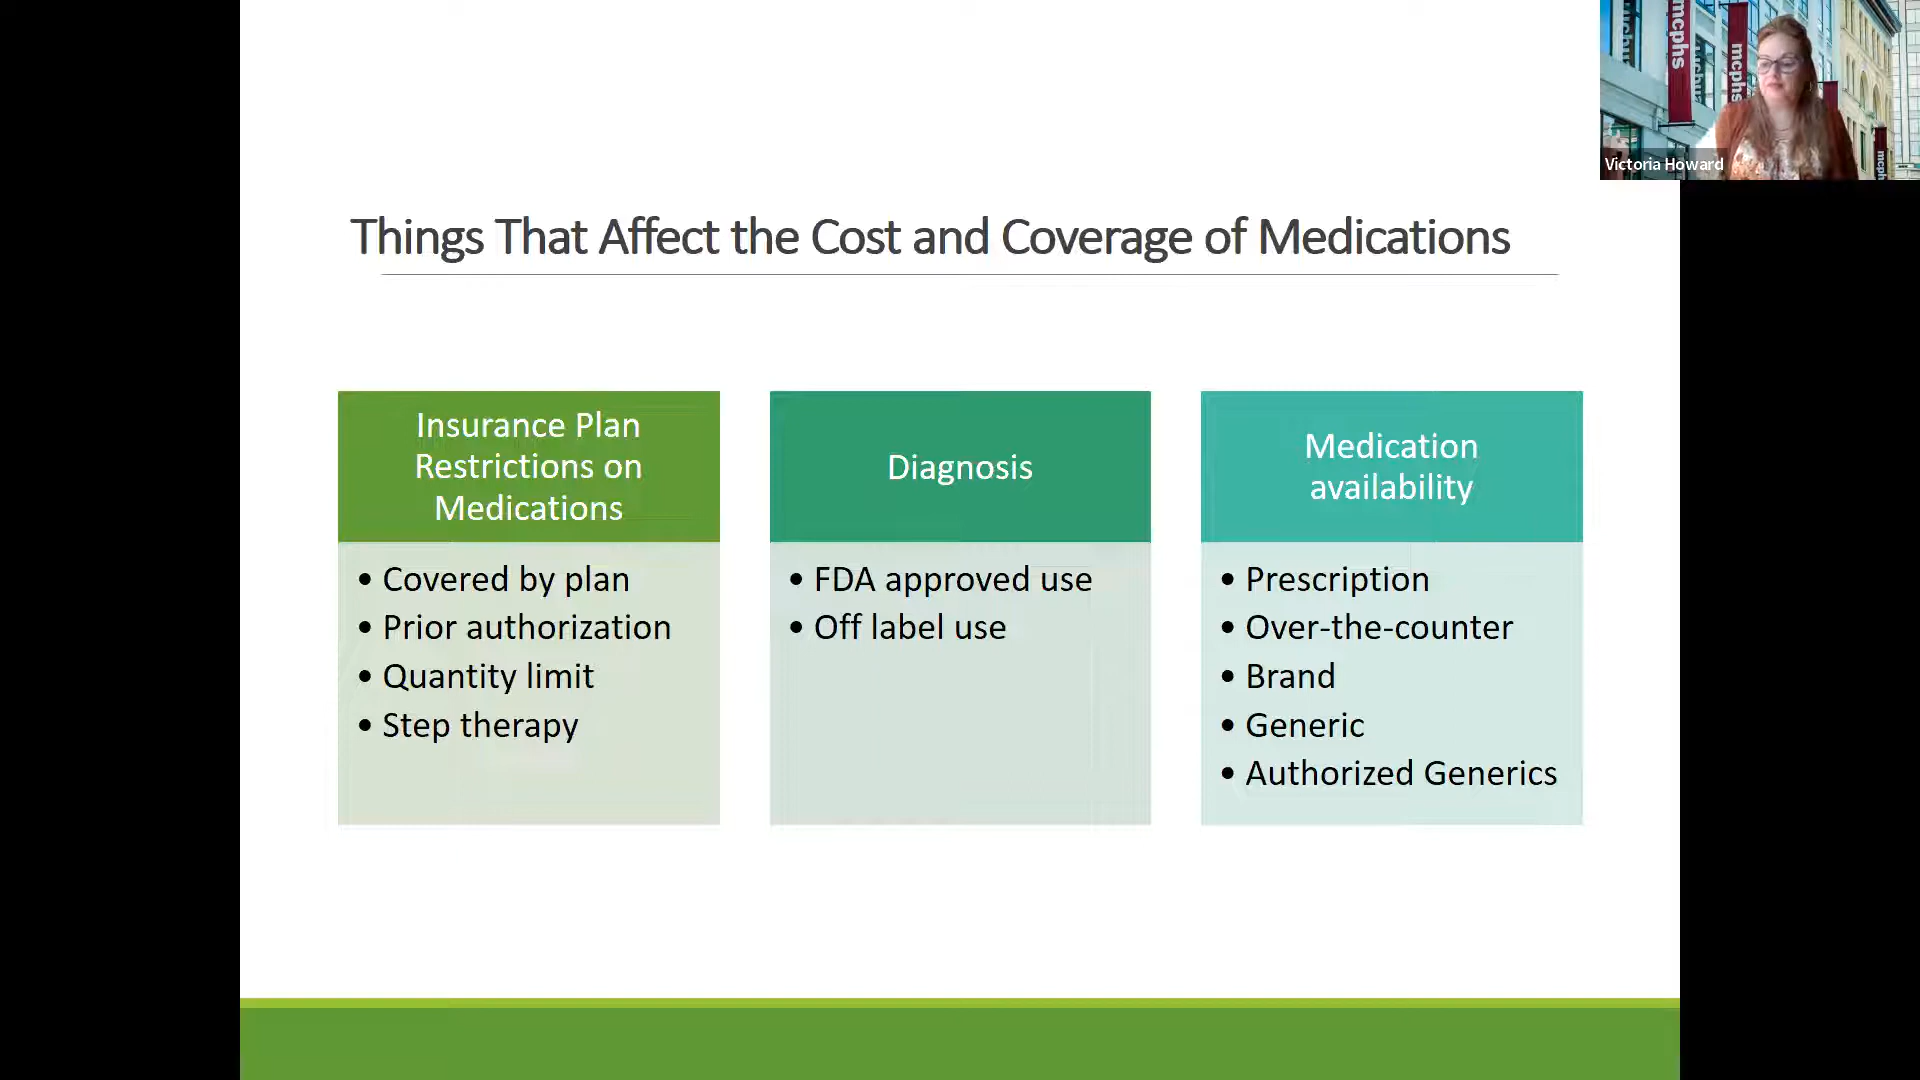 mcphs
mcphs
mcph
Victoria Howard
Things That Affect the Cost and Coverage of Medications
Insurance Plan
Restrictions on
Medications
• Covered by plan
• Prior authorization
• Quantity limit
• Step therapy
Diagnosis
• FDA approved use
• Off label use
Medication
availability
• Prescription
• Over-the-counter
• Brand
• Generic
• Authorized Generics